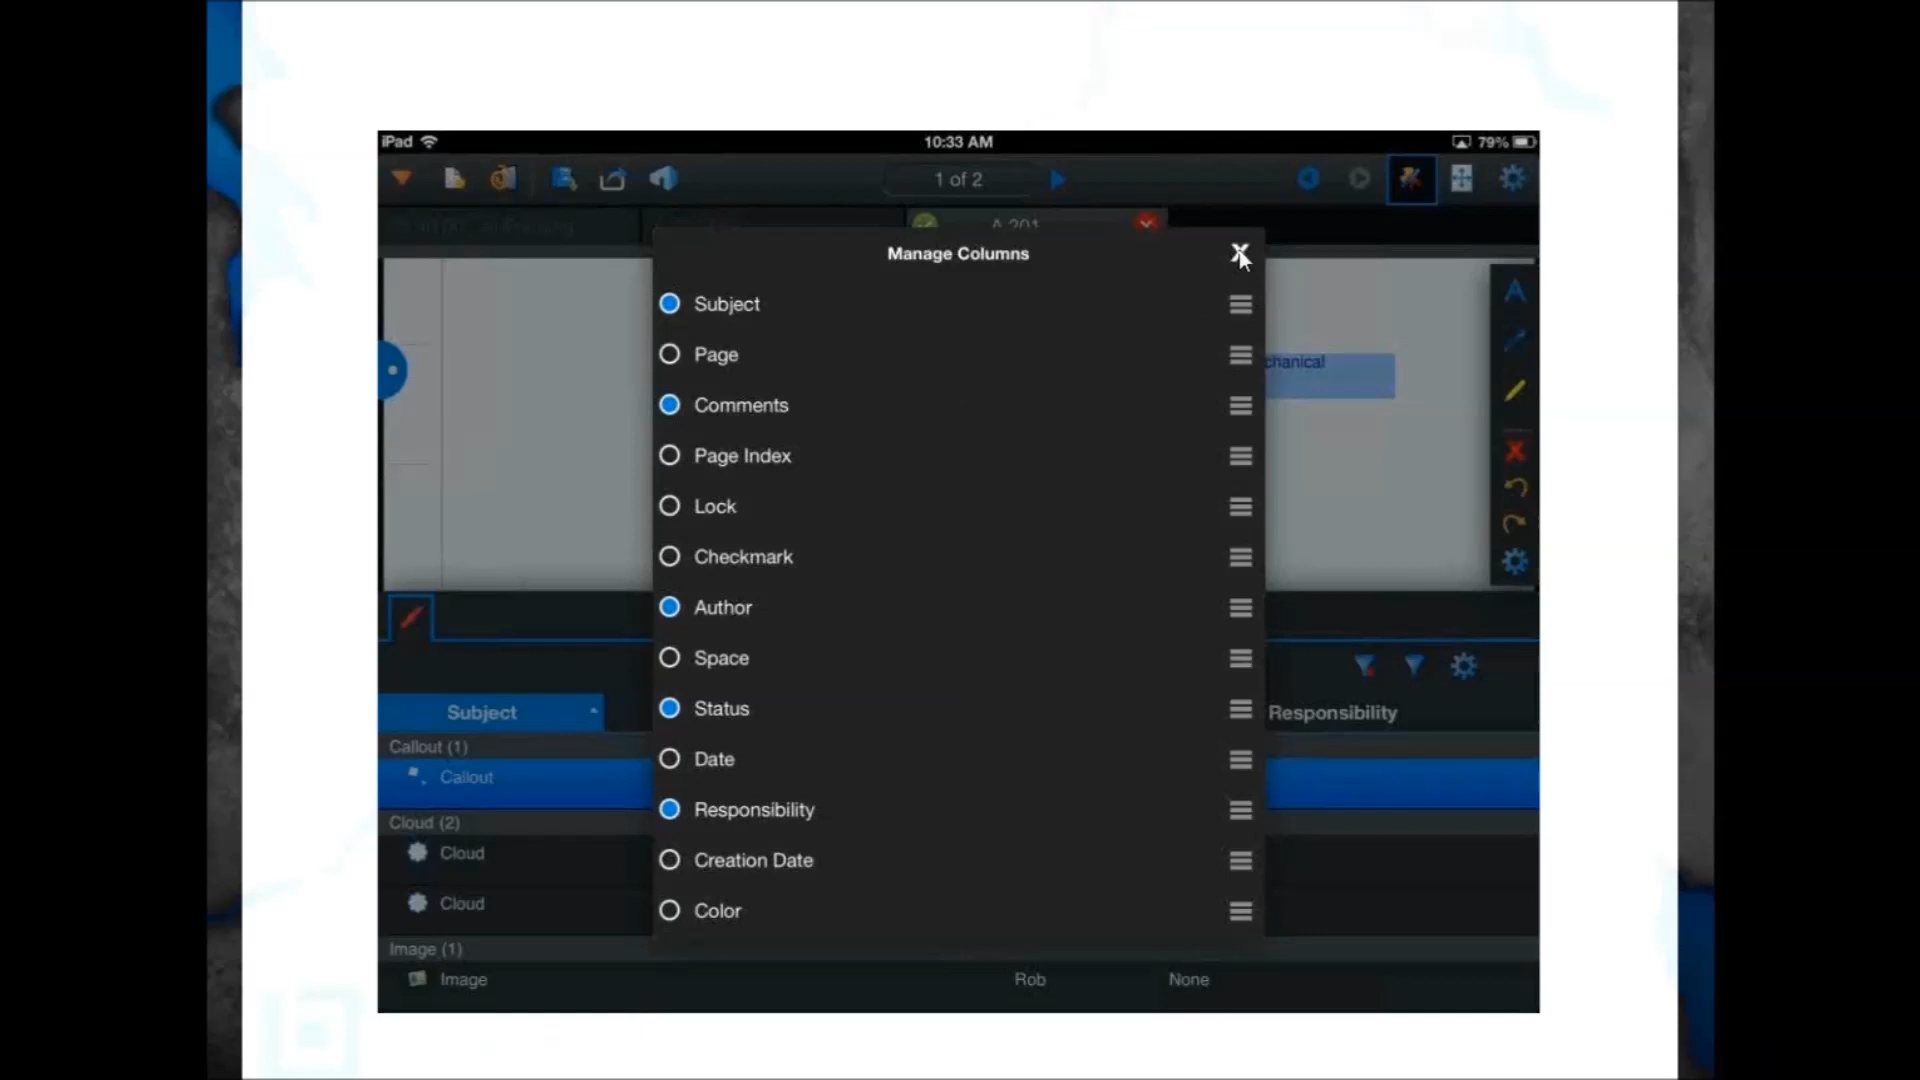 iPad 10:33 AM 79%
1 of 2
A 201
Manage Columns
Subject
Page
chanical
Comments
Page Index
Lock
Checkmark
Author
Space
Status
Subject Responsibility
Callout (1)
Date
Callout
Responsibility
Cloud (2)
Cloud Creation Date
Cloud Color
Image (1)
Image Rob None